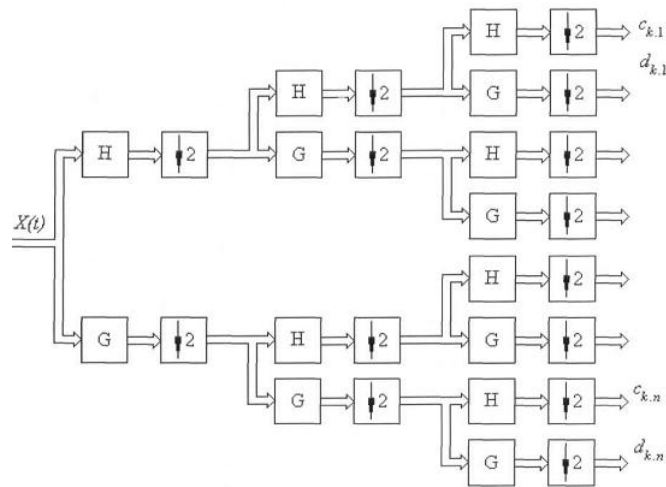 H 2 c_{k.1}
d_{k.1}
H 2 G 2
H 2 G 2 H 2
G 2
X(t)
H 2
G 2 H 2 G 2
G 2 H 2 c_{k.n}
G 2 d_{k.n}